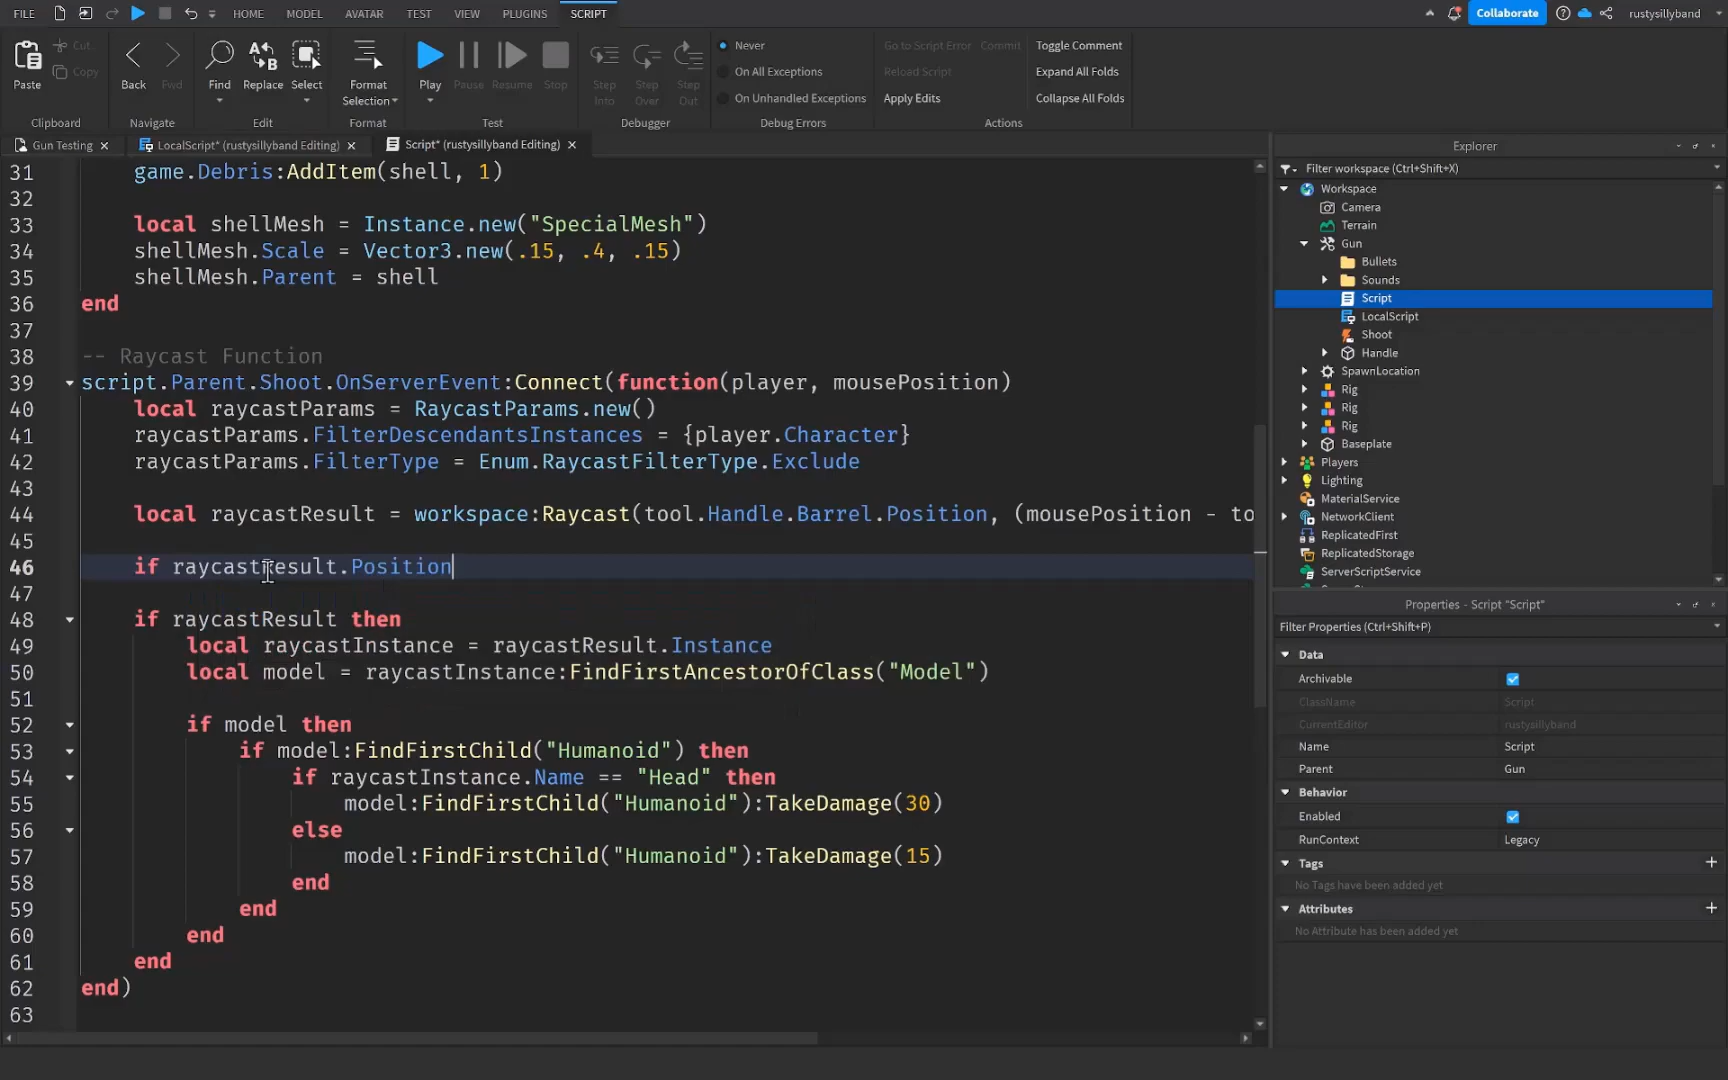 FILE HOME MODEL AVATAR TEST VIEW PLUGINS SCRIPT Collaborate rustysillyband
Paste Cut Copy Back Fwd Find Replace Select Format Selection Play Pause Resume Stop Step Into Step Over Step Out
Never
On All Exceptions
On Unhandled Exceptions
Go to Script Error Commit
Reload Script
Apply Edits
Toggle Comment
Expand All Folds
Collapse All Folds
Clipboard Navigate Edit Format Test Debugger Debug Errors Actions
Gun Testing LocalScript* (rustysillyband Editing) Script* (rustysillyband Editing)
31 game.Debris:AddItem(shell, 1)
32
33 local shellMesh = Instance.new("SpecialMesh")
34 shellMesh.Scale = Vector3.new(.15, .4, .15)
35 shellMesh.Parent = shell
36 end
37
38 -- Raycast Function
39 script.Parent.Shoot.OnServerEvent:Connect(function(player, mousePosition)
40 local raycastParams = RaycastParams.new()
41 raycastParams.FilterDescendantsInstances = {player.Character}
42 raycastParams.FilterType = Enum.RaycastFilterType.Exclude
43
44 local raycastResult = workspace:Raycast(tool.Handle.Barrel.Position, (mousePosition - to
45
46 if raycastResult.Position
47
48 if raycastResult then
49 local raycastInstance = raycastResult.Instance
50 local model = raycastInstance:FindFirstAncestorOfClass("Model")
51
52 if model then
53 if model:FindFirstChild("Humanoid") then
54 if raycastInstance.Name == "Head" then
55 model:FindFirstChild("Humanoid"):TakeDamage(30)
56 else
57 model:FindFirstChild("Humanoid"):TakeDamage(15)
58 end
59 end
60 end
61 end
62 end)
63
Explorer
Filter workspace (Ctrl+Shift+X)
Workspace
Camera
Terrain
Gun
Bullets
Sounds
Script
LocalScript
Shoot
Handle
SpawnLocation
Rig
Rig
Rig
Baseplate
Players
Lighting
MaterialService
NetworkClient
ReplicatedFirst
ReplicatedStorage
ServerScriptService
Properties - Script "Script"
Filter Properties (Ctrl+Shift+P)
Data
Archivable
ClassName Script
CurrentEditor rustysillyband
Name Script
Parent Gun
Behavior
Enabled
RunContext Legacy
Tags
No Tags have been added yet
Attributes
No Attribute has been added yet